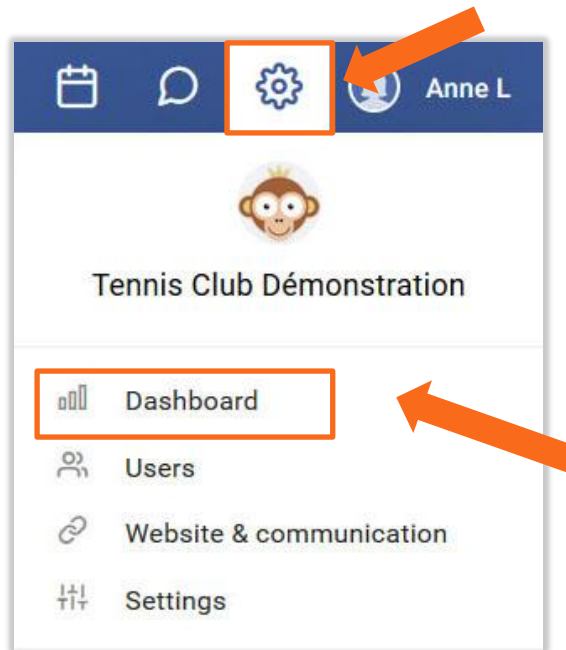 Anne L
Tennis Club Démonstration
Dashboard
Users
Website & communication
Settings